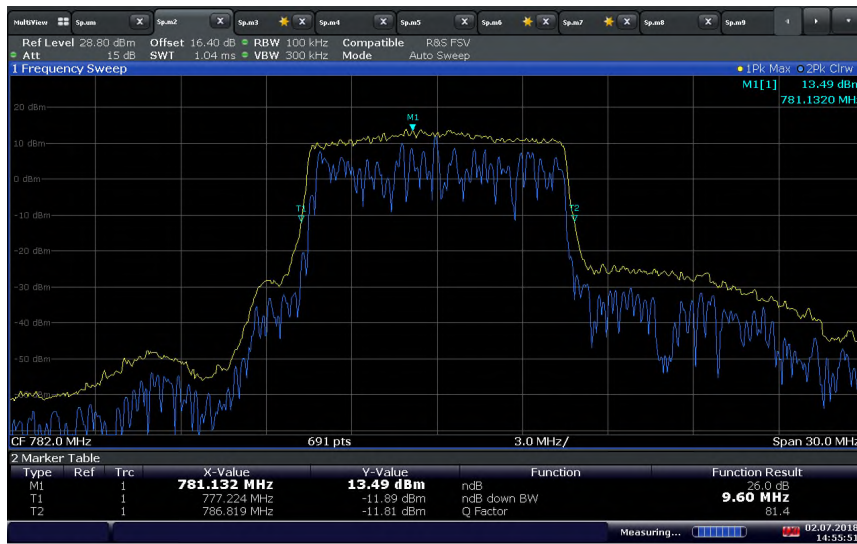 MultiView Sp.um X Sp.m2 X Sp.m3 X Sp.m4 X Sp.m5 X Sp.m6 X Sp.m7 X Sp.m8 X Sp.m9
Ref Level 28.80 dBm Offset 16.40 dB RBW 100 kHz Compatible R&S FSV
Att 15 dB SWT 1.04 ms VBW 300 kHz Mode Auto Sweep
1 Frequency Sweep 1Pk Max 2Pk Clrw
M1[1] 13.49 dBm
781.1320 MHz
20 dBm
M1
10 dBm
0 dBm
T1 T2
-10 dBm
-20 dBm
-30 dBm
-40 dBm
-50 dBm
CF 782.0 MHz 691 pts 3.0 MHz/ Span 30.0 MHz
2 Marker Table
Type Ref Trc X-Value Y-Value Function Function Result
M1 1 781.132 MHz 13.49 dBm ndB 26.0 dB
T1 1 777.224 MHz -11.89 dBm ndB down BW 9.60 MHz
T2 1 786.819 MHz -11.81 dBm Q Factor 81.4
Measuring... 02.07.2018
14:55:51